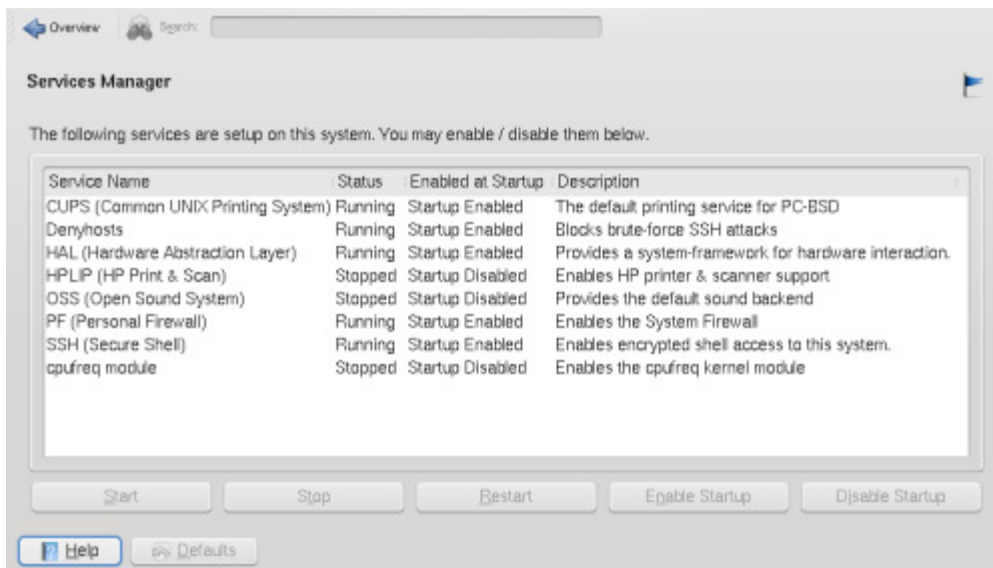 Overview Search:
Services Manager
The following services are setup on this system. You may enable / disable them below.
Service Name Status Enabled at Startup Description
CUPS (Common UNIX Printing System) Running Startup Enabled The default printing service for PC-BSD
Denyhosts Running Startup Enabled Blocks brute-force SSH attacks
HAL (Hardware Abstraction Layer) Running Startup Enabled Provides a system-framework for hardware interaction.
HPLIP (HP Print & Scan) Stopped Startup Disabled Enables HP printer & scanner support
OSS (Open Sound System) Stopped Startup Disabled Provides the default sound backend
PF (Personal Firewall) Running Startup Enabled Enables the System Firewall
SSH (Secure Shell) Running Startup Enabled Enables encrypted shell access to this system.
cpufreq module Stopped Startup Disabled Enables the cpufreq kernel module
Start Stop Restart Enable Startup Disable Startup
Help Defaults